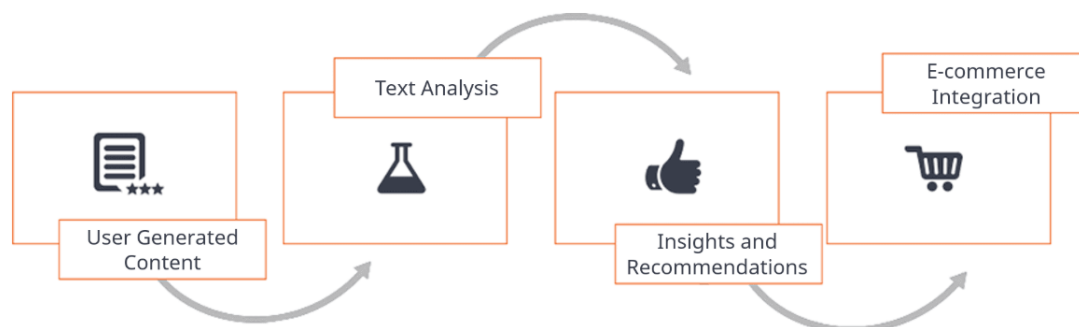 User Generated
Content
Text Analysis
Insights and
Recommendations
E-commerce
Integration